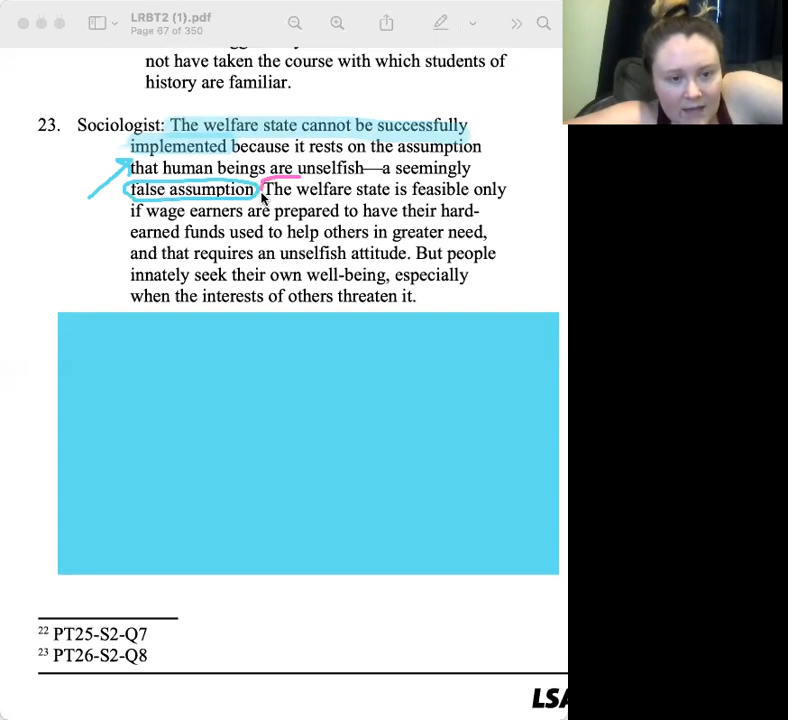 LRBT2 (1).pdf
Page 67 of 350
not have taken the course with which students of
history are familiar.
23. Sociologist: The welfare state cannot be successfully
implemented because it rests on the assumption
that human beings are unselfish—a seemingly
false assumption. The welfare state is feasible only
if wage earners are prepared to have their hard-
earned funds used to help others in greater need,
and that requires an unselfish attitude. But people
innately seek their own well-being, especially
when the interests of others threaten it.
22 PT25-S2-Q7
23 PT26-S2-Q8